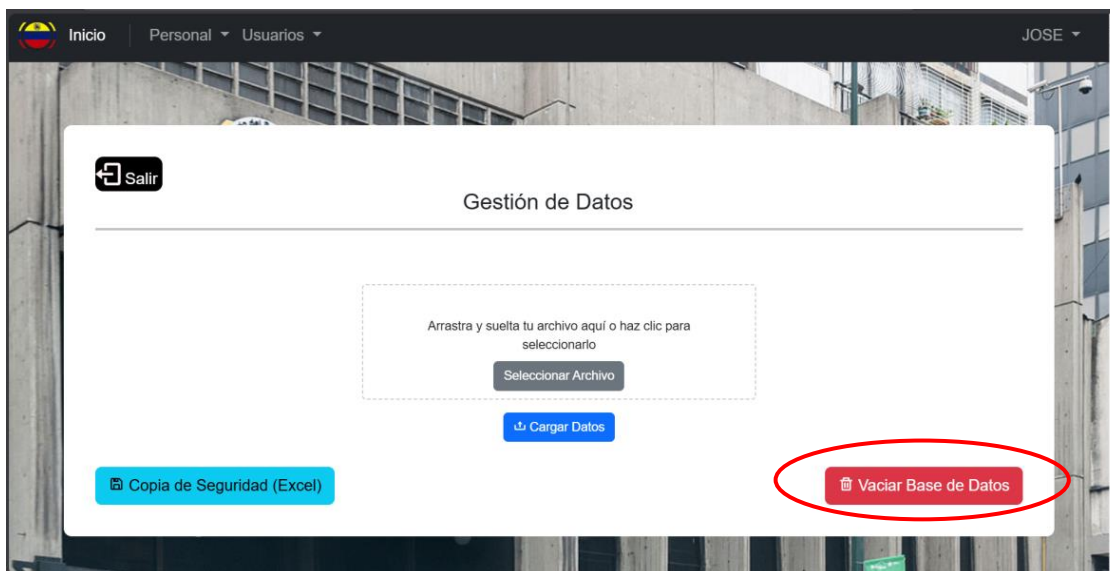 Inicio Personal Usuarios JOSE
Salir
Gestión de Datos
Arrastra y suelta tu archivo aquí o haz clic para
seleccionarlo
Seleccionar Archivo
Cargar Datos
Copia de Seguridad (Excel) Vaciar Base de Datos